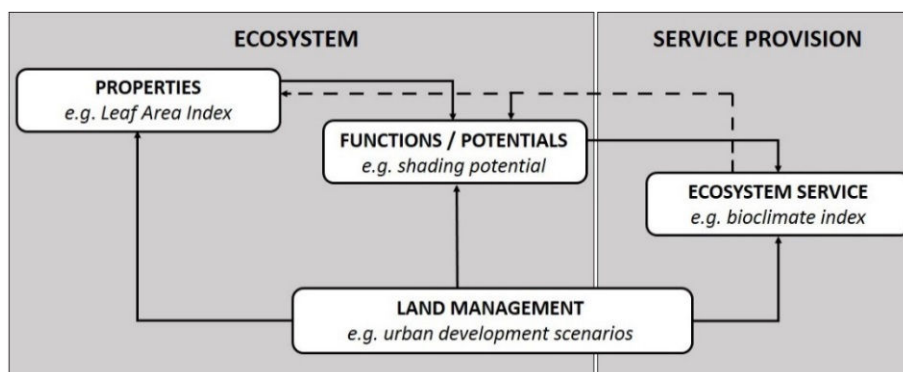 ECOSYSTEM
SERVICE PROVISION
PROPERTIES
e.g. Leaf Area Index
FUNCTIONS / POTENTIALS
e.g. shading potential
ECOSYSTEM SERVICE
e.g. bioclimate index
LAND MANAGEMENT
e.g. urban development scenarios